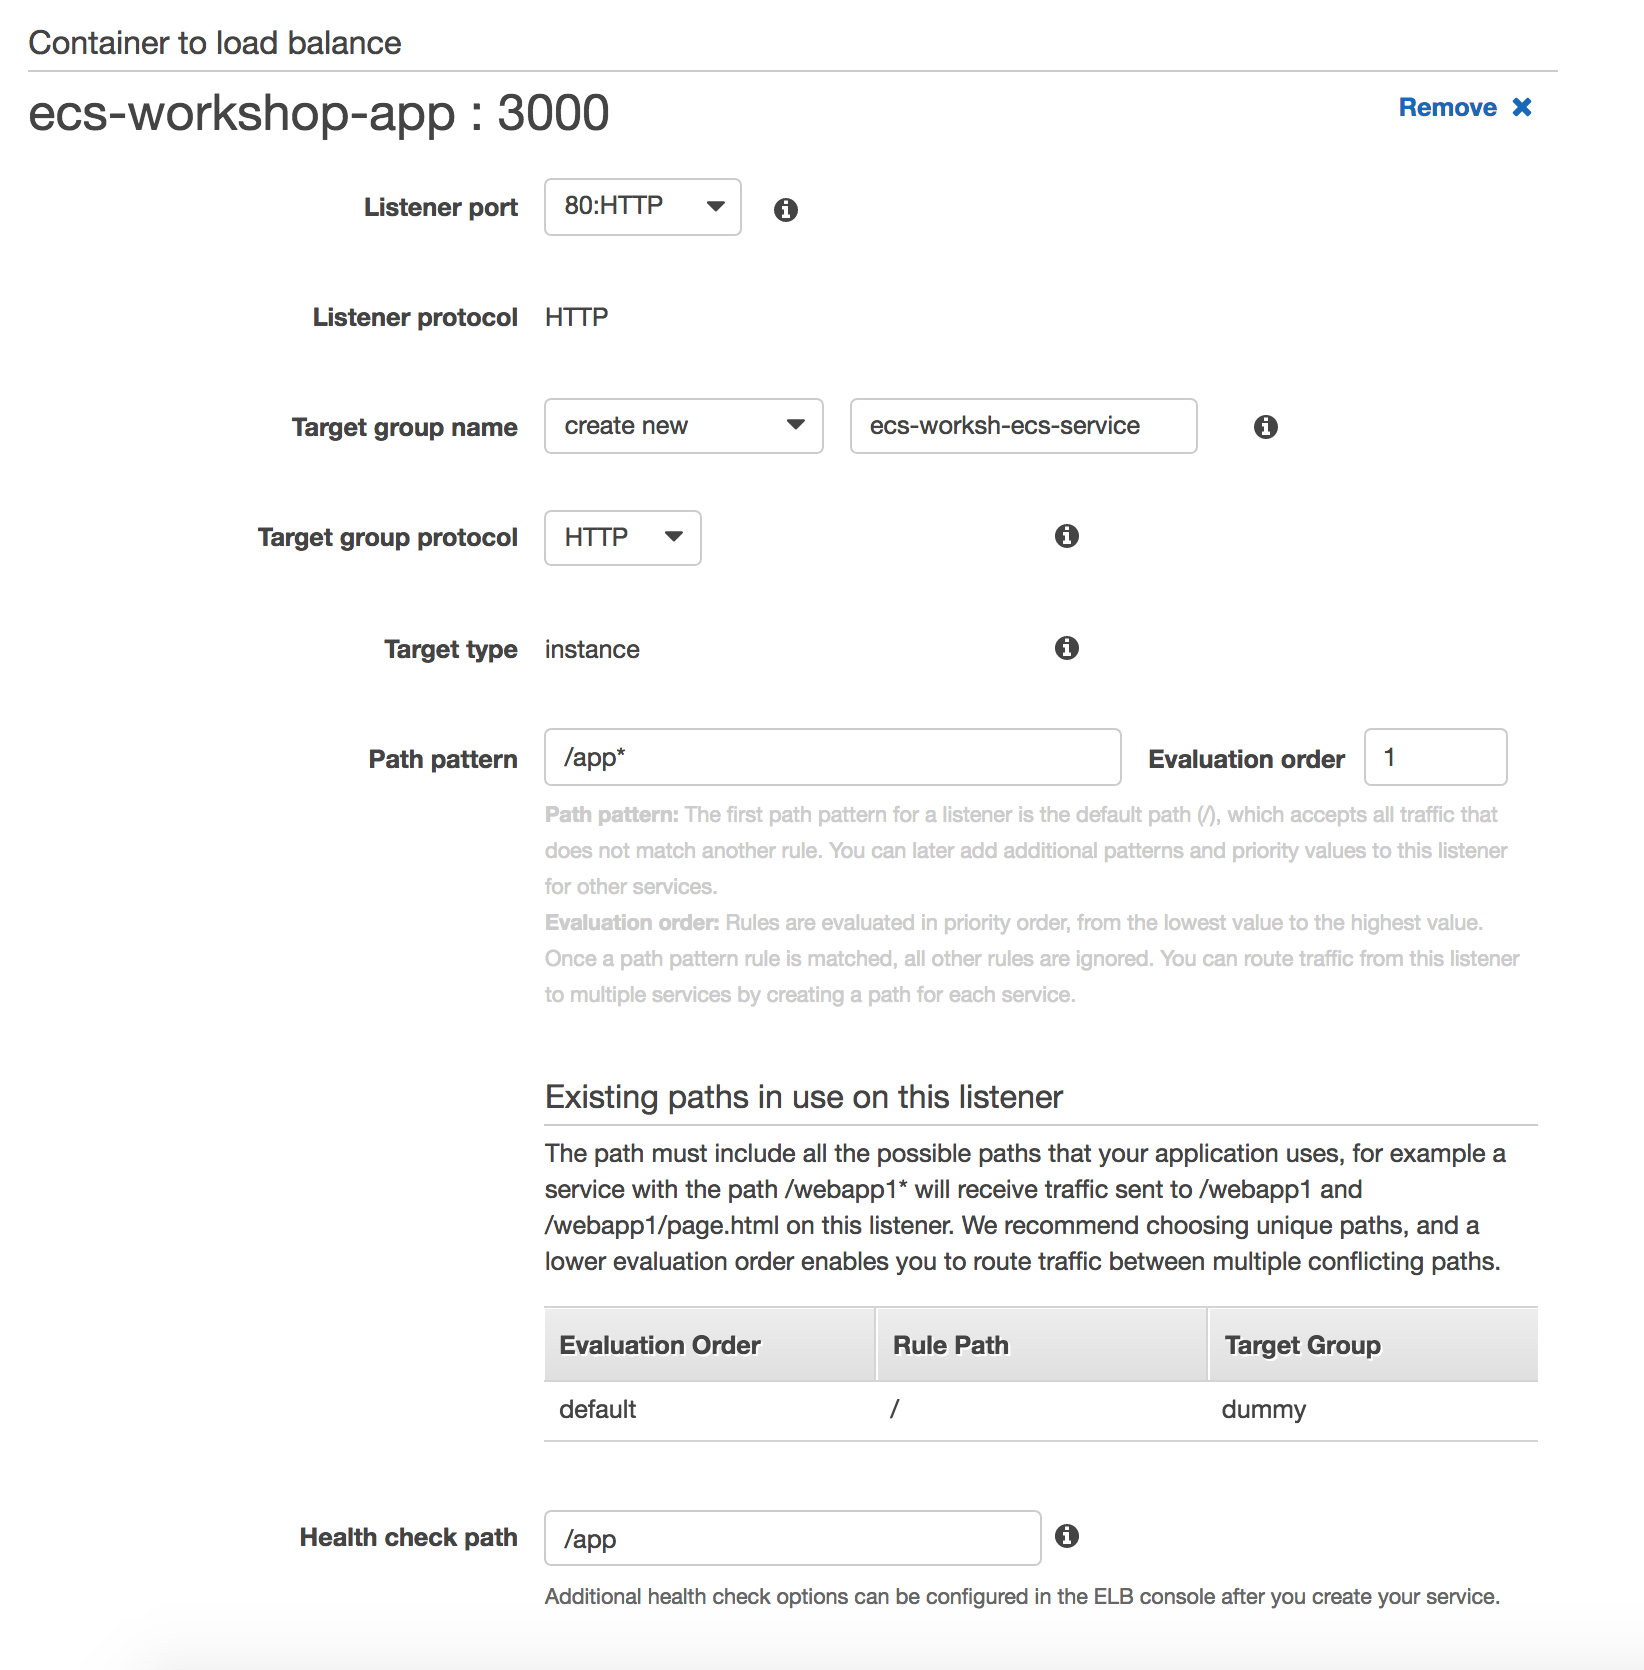 Container to load balance
ecs-workshop-app : 3000
Remove ✖
Listener port 80:HTTP
Listener protocol HTTP
Target group name create new ecs-worksh-ecs-service
Target group protocol HTTP
Target type instance
Path pattern /app* Evaluation order 1
Path pattern: The first path pattern for a listener is the default path (/), which accepts all traffic that
does not match another rule. You can later add additional patterns and priority values to this listener
for other services.
Evaluation order: Rules are evaluated in priority order, from the lowest value to the highest value.
Once a path pattern rule is matched, all other rules are ignored. You can route traffic from this listener
to multiple services by creating a path for each service.
Existing paths in use on this listener
The path must include all the possible paths that your application uses, for example a
service with the path /webapp1* will receive traffic sent to /webapp1 and
/webapp1/page.html on this listener. We recommend choosing unique paths, and a
lower evaluation order enables you to route traffic between multiple conflicting paths.
Evaluation Order Rule Path Target Group
default / dummy
Health check path /app
Additional health check options can be configured in the ELB console after you create your service.